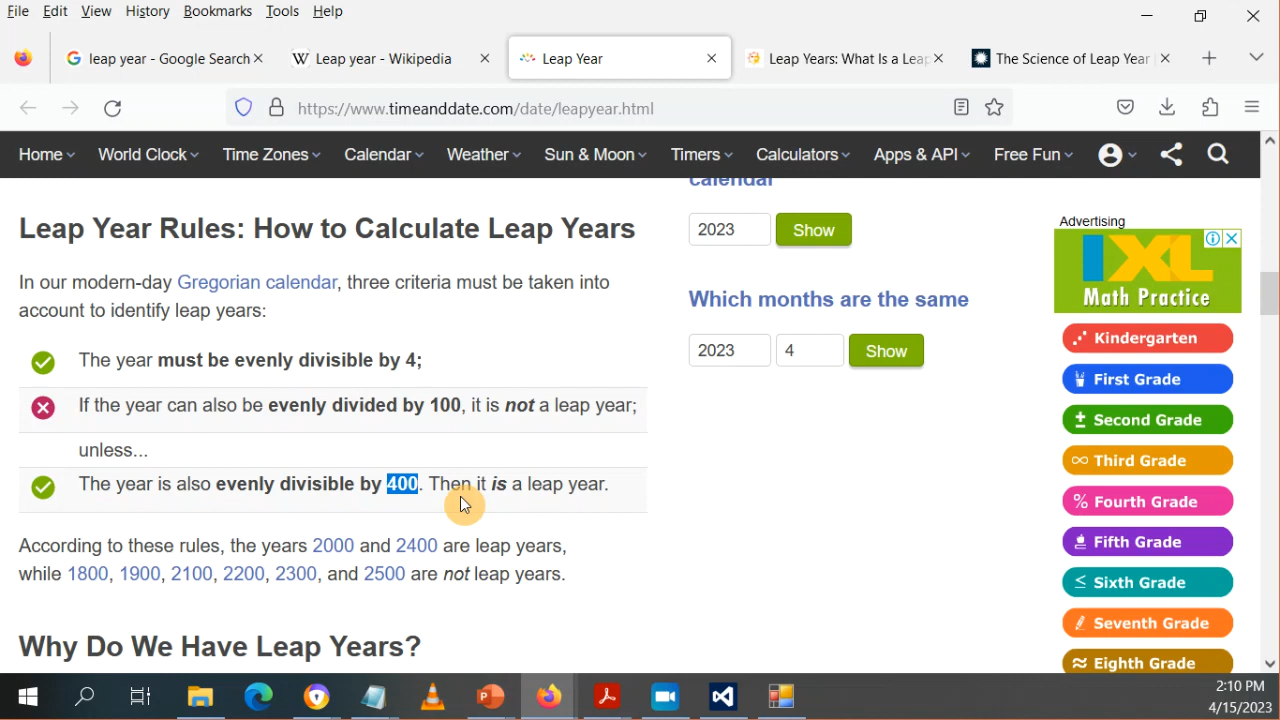 File Edit View History Bookmarks Tools Help
leap year - Google Search
Leap year - Wikipedia
Leap Year
Leap Years: What Is a Leap
The Science of Leap Year |
https://www.timeanddate.com/date/leapyear.html
Home World Clock Time Zones Calendar Weather Sun & Moon Timers Calculators Apps & API Free Fun
calendar
2023 Show
Which months are the same
2023 4 Show
Leap Year Rules: How to Calculate Leap Years
In our modern-day Gregorian calendar, three criteria must be taken into
account to identify leap years:
The year must be evenly divisible by 4;
If the year can also be evenly divided by 100, it is not a leap year;
unless...
The year is also evenly divisible by 400. Then it is a leap year.
According to these rules, the years 2000 and 2400 are leap years,
while 1800, 1900, 2100, 2200, 2300, and 2500 are not leap years.
Why Do We Have Leap Years?
Advertising
IXL
Math Practice
Kindergarten
First Grade
Second Grade
Third Grade
Fourth Grade
Fifth Grade
Sixth Grade
Seventh Grade
Eighth Grade
2:10 PM
4/15/2023